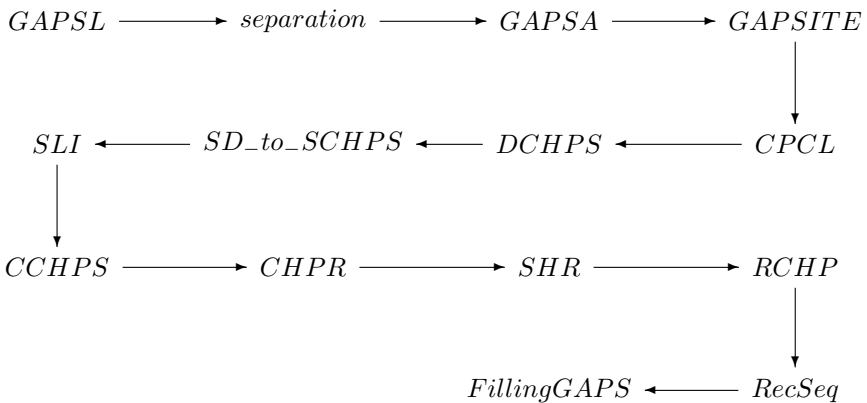 GAPSL separation GAPSA GAPSITE
SLI SD_to_SCHPS DCHPS CPCL
CCHPS CHPR SHR RCHP
FillingGAPS RecSeq